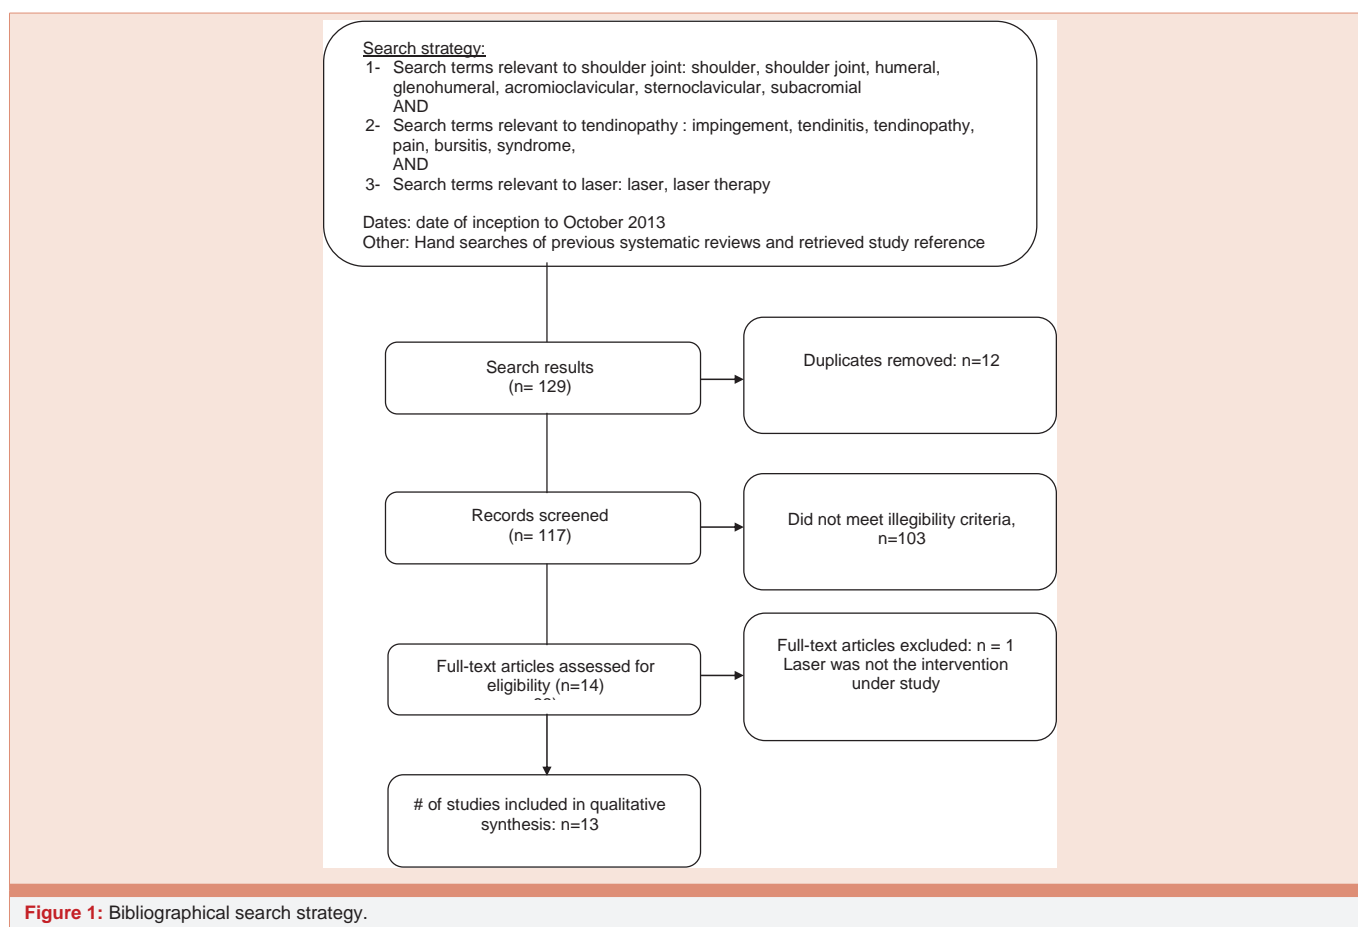 Search strategy:
1- Search terms relevant to shoulder joint: shoulder, shoulder joint, humeral,
glenohumeral, acromioclavicular, sternoclavicular, subacromial
AND
2- Search terms relevant to tendinopathy : impingement, tendinitis, tendinopathy,
pain, bursitis, syndrome,
AND
3- Search terms relevant to laser: laser, laser therapy
Dates: date of inception to October 2013
Other: Hand searches of previous systematic reviews and retrieved study reference
Search results
(n= 129)
Duplicates removed: n=12
Records screened
(n= 117)
Did not meet illegibility criteria,
n=103
Full-text articles assessed for
eligibility (n=14)
Full-text articles excluded: n = 1
Laser was not the intervention
under study
# of studies included in qualitative
synthesis: n=13
Figure 1: Bibliographical search strategy.